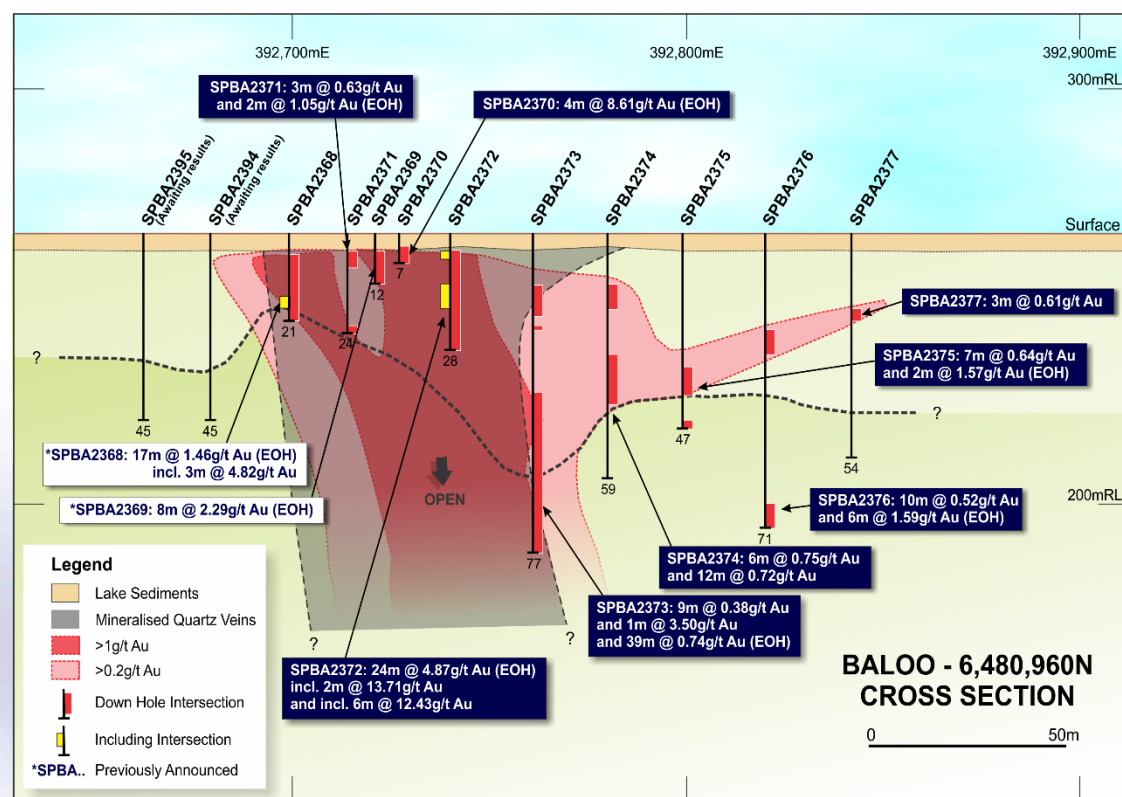 392,700mE
392,800mE
392,900mE
300mRL
SPBA2371: 3m @ 0.63g/t Au
and 2m @ 1.05g/t Au (EOH)
SPBA2370: 4m @ 8.61g/t Au (EOH)
SPBA2395
(Awaiting results)
SPBA2394
(Awaiting results)
SPBA2368
SPBA2371
SPBA2369
SPBA2370
SPBA2372
SPBA2373
SPBA2374
SPBA2375
SPBA2376
SPBA2377
Surface
7
12
21
24
28
SPBA2377: 3m @ 0.61g/t Au
?
SPBA2375: 7m @ 0.64g/t Au
and 2m @ 1.57g/t Au (EOH)
?
45
45
47
54
59
*SPBA2368: 17m @ 1.46g/t Au (EOH)
incl. 3m @ 4.82g/t Au
OPEN
*SPBA2369: 8m @ 2.29g/t Au (EOH)
200mRL
SPBA2376: 10m @ 0.52g/t Au
and 6m @ 1.59g/t Au (EOH)
71
77
SPBA2374: 6m @ 0.75g/t Au
and 12m @ 0.72g/t Au
SPBA2373: 9m @ 0.38g/t Au
and 1m @ 3.50g/t Au
and 39m @ 0.74g/t Au (EOH)
?
?
SPBA2372: 24m @ 4.87g/t Au (EOH)
incl. 2m @ 13.71g/t Au
and incl. 6m @ 12.43g/t Au
Legend
Lake Sediments
Mineralised Quartz Veins
>1g/t Au
>0.2g/t Au
Down Hole Intersection
Including Intersection
*SPBA.. Previously Announced
BALOO - 6,480,960N
CROSS SECTION
0 50m